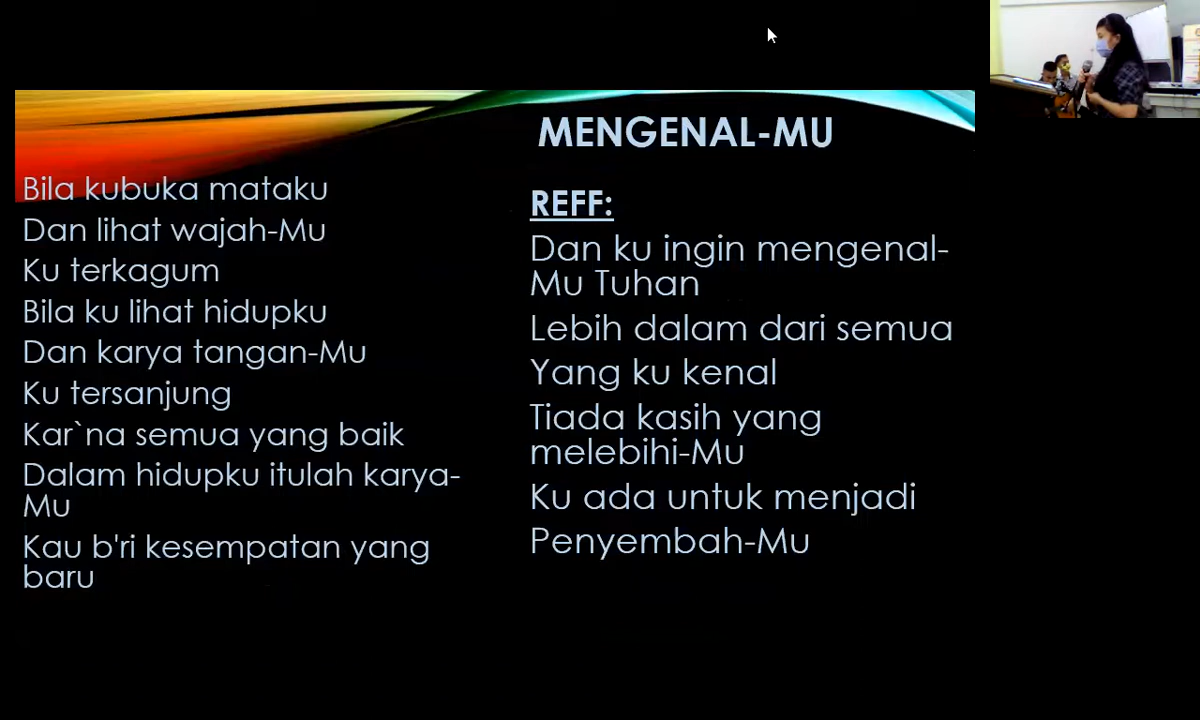 MENGENAL-MU
Bila kubuka mataku
Dan lihat wajah-Mu
Ku terkagum
Bila ku lihat hidupku
Dan karya tangan-Mu
Ku tersanjung
Kar`na semua yang baik
Dalam hidupku itulah karya-
Mu
Kau b'ri kesempatan yang
baru
REFF:
Dan ku ingin mengenal-
Mu Tuhan
Lebih dalam dari semua
Yang ku kenal
Tiada kasih yang
melebihi-Mu
Ku ada untuk menjadi
Penyembah-Mu